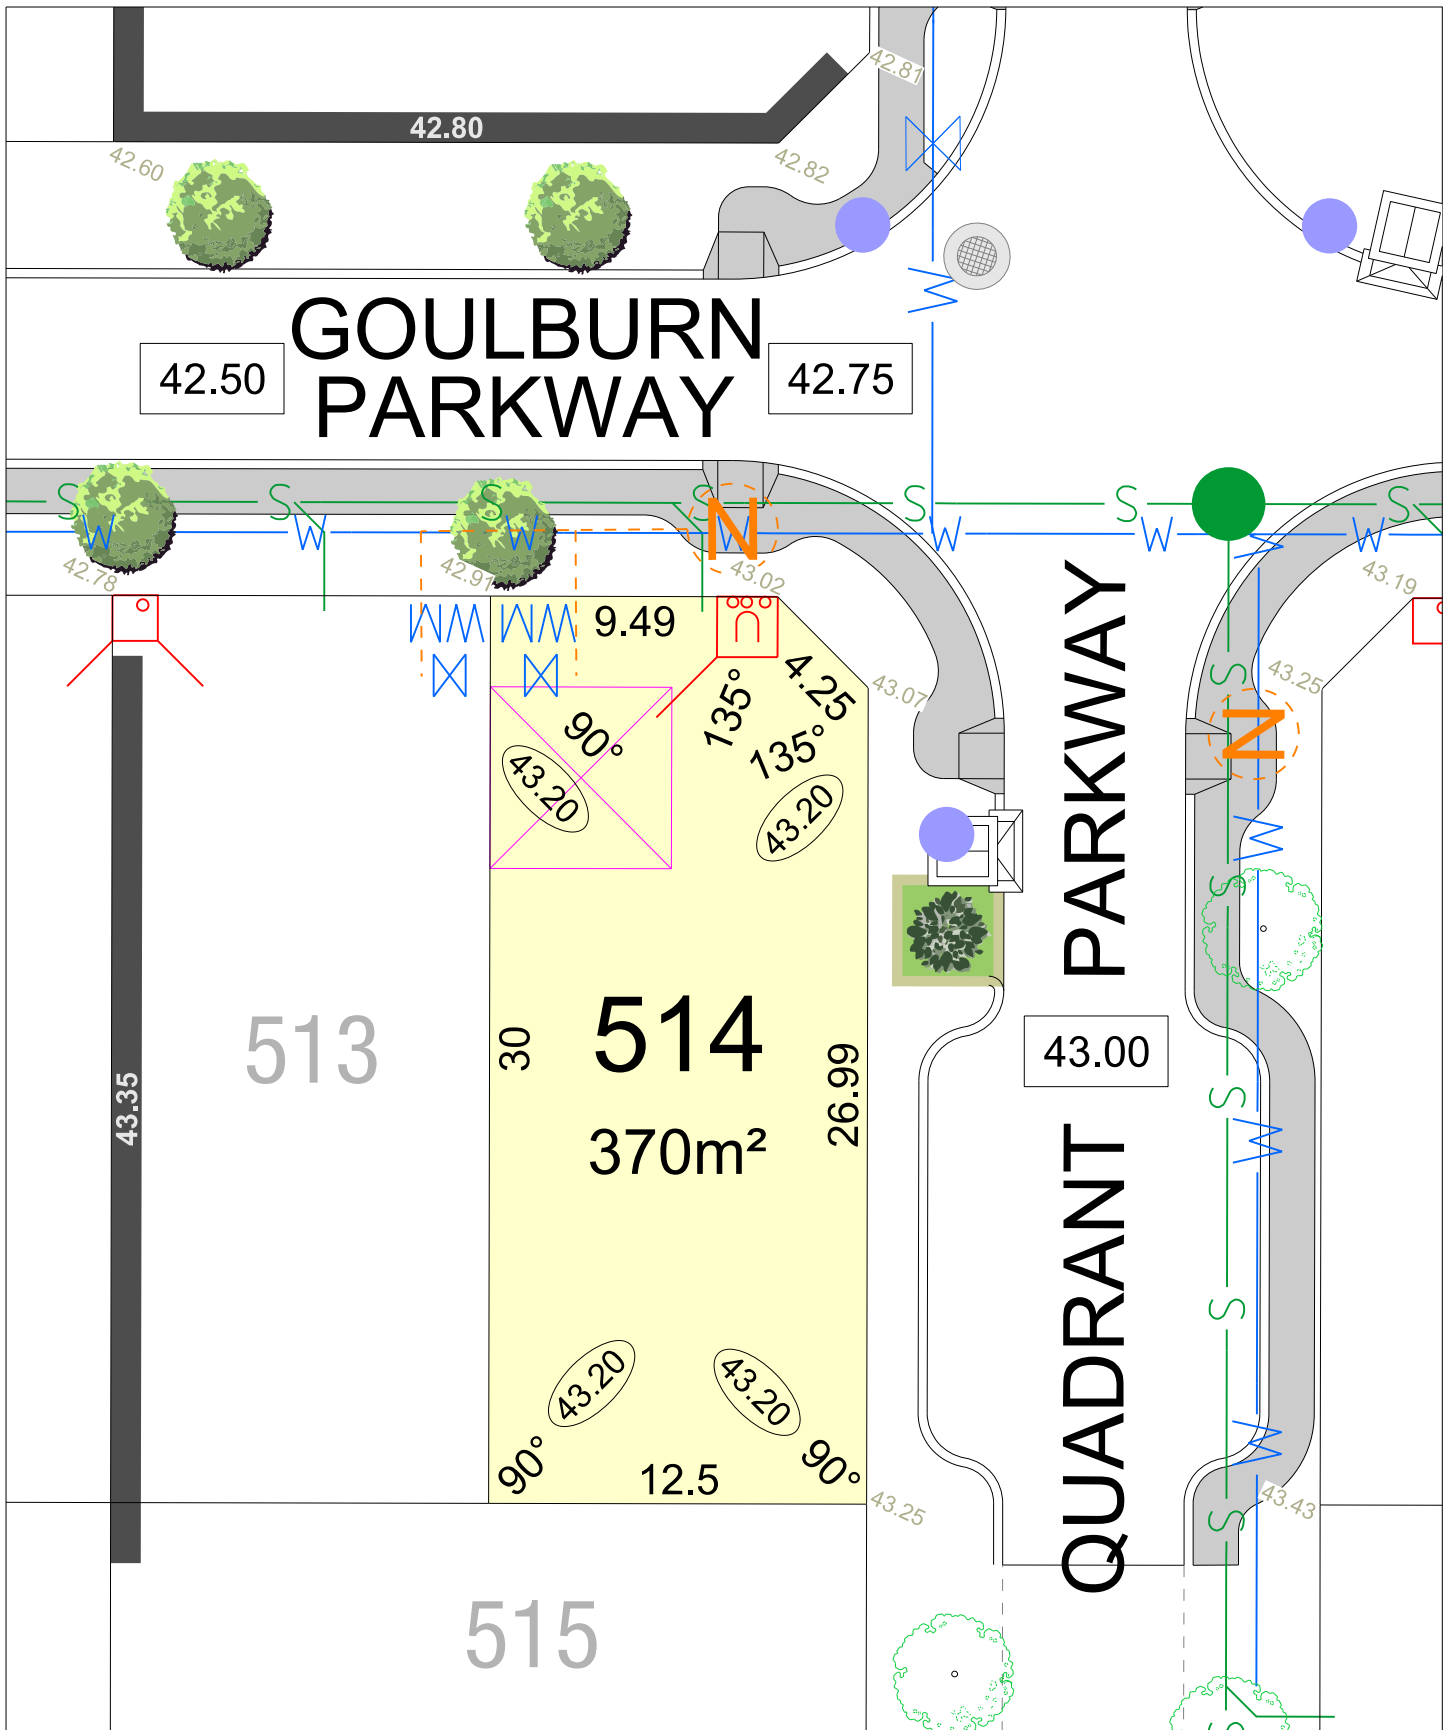 42.81
42.80
42.60
42.82
W
GOULBURN
PARKWAY
42.50
42.75
S S S S S S S
N
W W W W W W W
42.78
42.91
43.02
43.19
W W W W
9.49
4.25
135°
135°
43.07
43.25
S
N
90°
43.20
43.20
W
S
QUADRANT PARKWAY
513
514
370m²
30
26.99
43.00
43.35
S
W
S
43.20
43.20
W
90°
90°
12.5
43.25
43.43
S
515
S